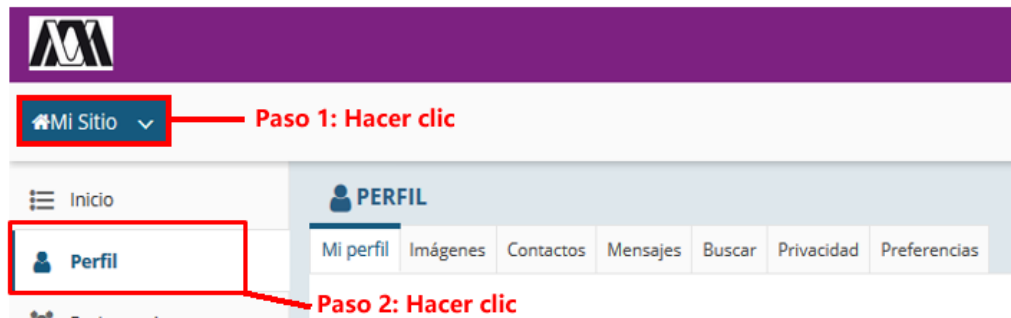 Mi Sitio
Paso 1: Hacer clic
Inicio
PERFIL
Perfil
Mi perfil Imágenes Contactos Mensajes Buscar Privacidad Preferencias
Paso 2: Hacer clic